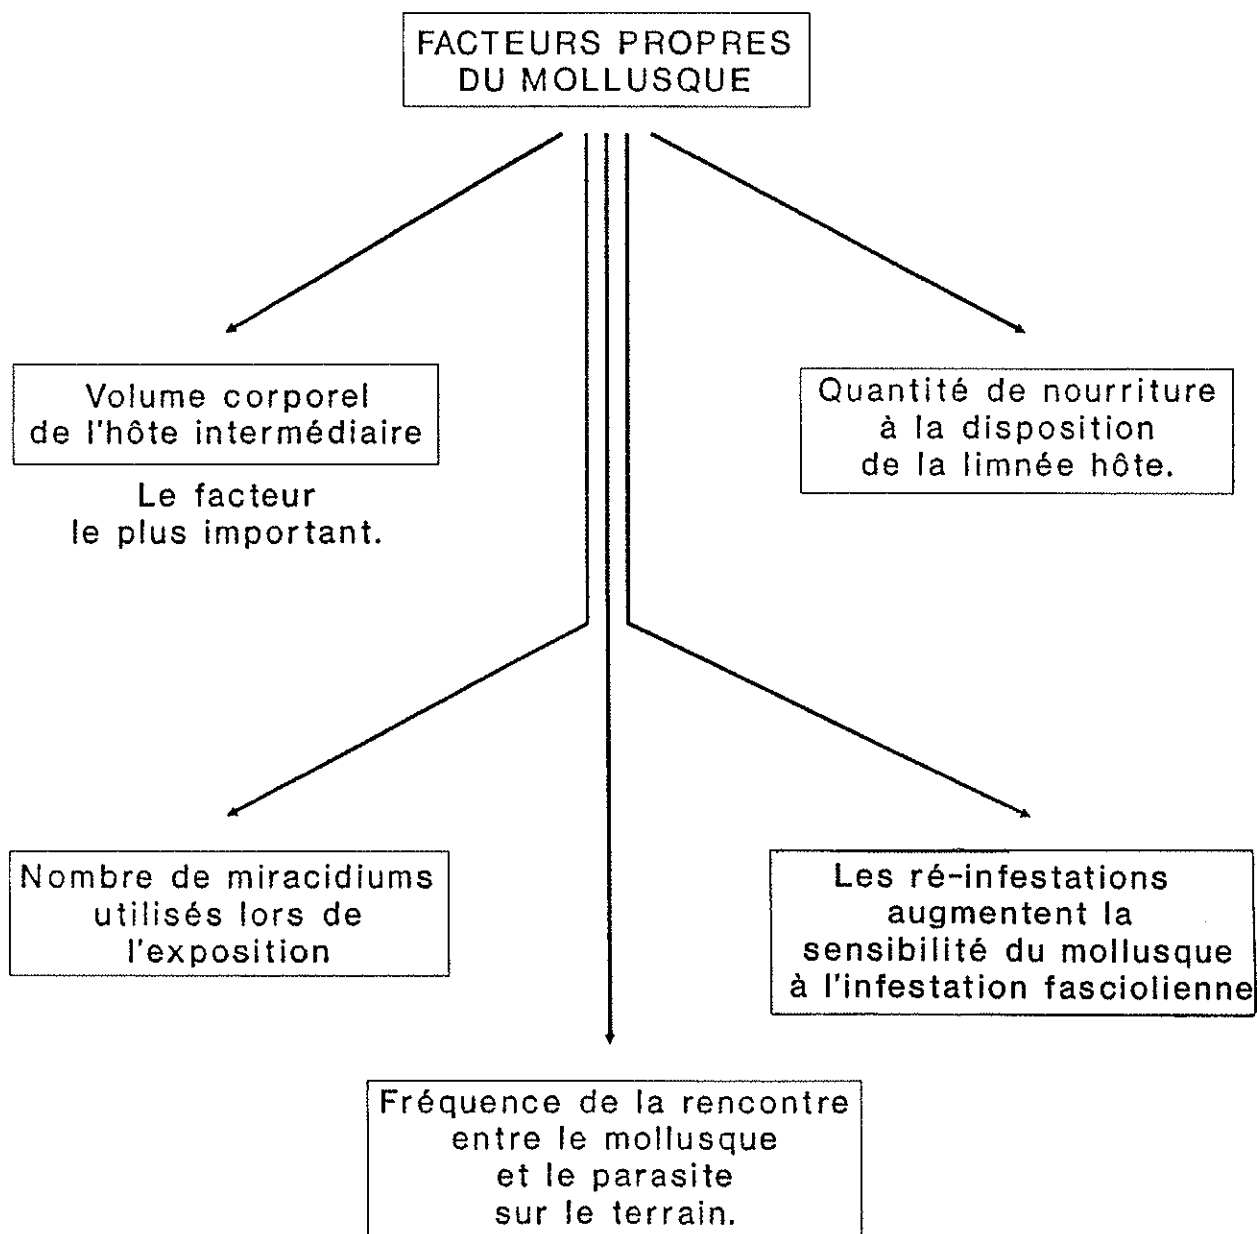 FACTEURS PROPRES
DU MOLLUSQUE
Volume corporel
de l'hôte intermédiaire
Le facteur
le plus important.
Quantité de nourriture
à la disposition
de la limnée hôte.
Nombre de miracidiums
utilisés lors de
l'exposition
Les ré-infestations
augmentent la
sensibilité du mollusque
à l'infestation fasciolienne
Fréquence de la rencontre
entre le mollusque
et le parasite
sur le terrain.